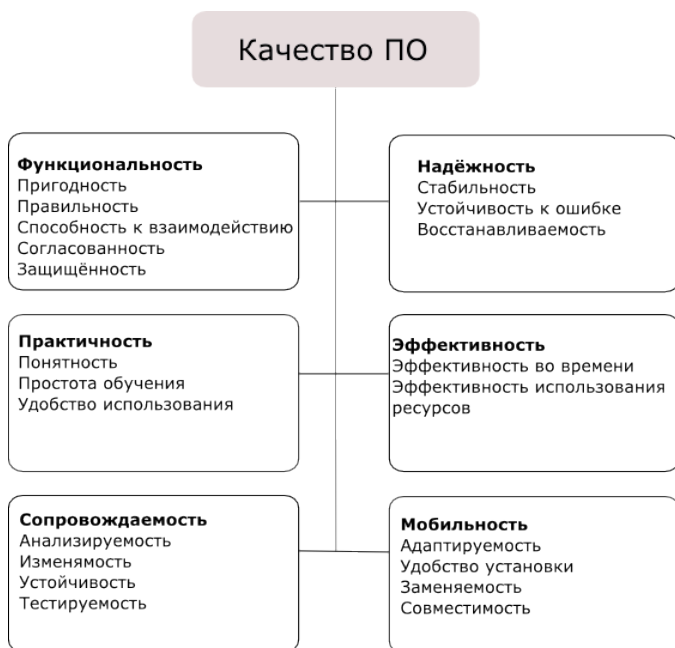 Качество ПО
Функциональность
Пригодность
Правильность
Способность к взаимодействию
Согласованность
Защищённость
Надёжность
Стабильность
Устойчивость к ошибке
Восстанавливаемость
Практичность
Понятность
Простота обучения
Удобство использования
Эффективность
Эффективность во времени
Эффективность использования
ресурсов
Сопровождаемость
Анализируемость
Изменямость
Устойчивость
Тестируемость
Мобильность
Адаптируемость
Удобство установки
Заменяемость
Совместимость